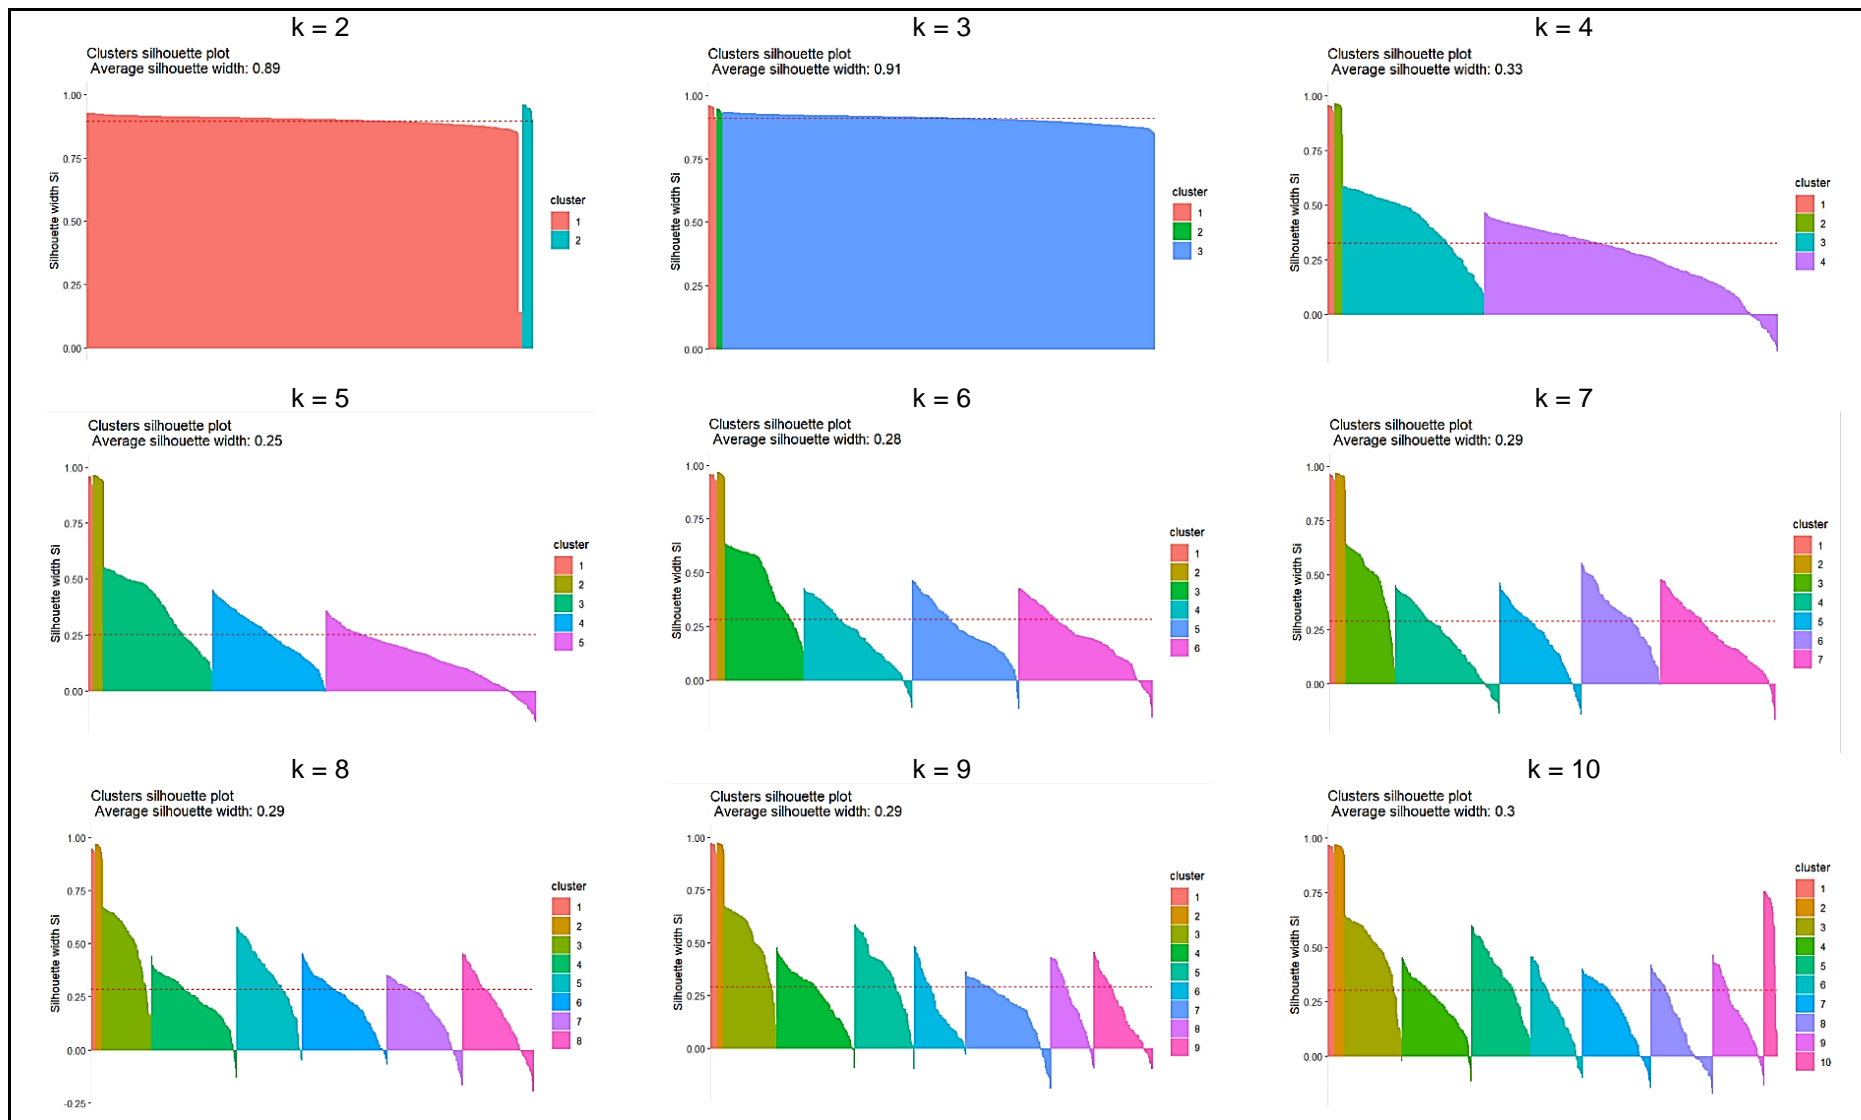 k = 2
Clusters silhouette plot
Average silhouette width: 0.89
1.00
0.75
0.50
0.25
0.00
Silhouette width Si
cluster
1
2
k = 3
Clusters silhouette plot
Average silhouette width: 0.91
1.00
0.75
0.50
0.25
0.00
Silhouette width Si
cluster
1
2
3
k = 4
Clusters silhouette plot
Average silhouette width: 0.33
1.00
0.75
0.50
0.25
0.00
Silhouette width Si
cluster
1
2
3
4
k = 5
Clusters silhouette plot
Average silhouette width: 0.25
1.00
0.75
0.50
0.25
0.00
Silhouette width Si
cluster
1
2
3
4
5
k = 6
Clusters silhouette plot
Average silhouette width: 0.28
1.00
0.75
0.50
0.25
0.00
Silhouette width Si
cluster
1
2
3
4
5
6
k = 7
Clusters silhouette plot
Average silhouette width: 0.29
1.00
0.75
0.50
0.25
0.00
Silhouette width Si
cluster
1
2
3
4
5
6
7
k = 8
Clusters silhouette plot
Average silhouette width: 0.29
1.00
0.75
0.50
0.25
0.00
-0.25
Silhouette width Si
cluster
1
2
3
4
5
6
7
8
k = 9
Clusters silhouette plot
Average silhouette width: 0.29
1.00
0.75
0.50
0.25
0.00
Silhouette width Si
cluster
1
2
3
4
5
6
7
8
9
k = 10
Clusters silhouette plot
Average silhouette width: 0.3
1.00
0.75
0.50
0.25
0.00
Silhouette width Si
cluster
1
2
3
4
5
6
7
8
9
10